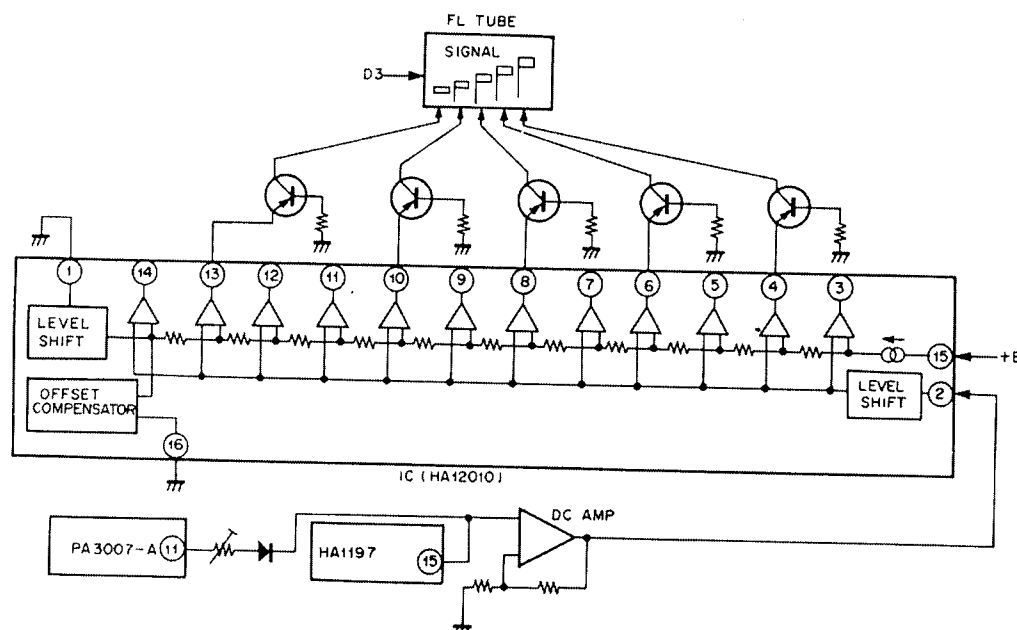 FL TUBE
SIGNAL
D3
1 14 13 12 11 10 9 8 7 6 5 4 3
LEVEL
SHIFT
15 +B
OFFSET
COMPENSATOR
LEVEL
SHIFT
2
16
IC (HA12010)
DC AMP
PA3007-A 11
HA1197
15